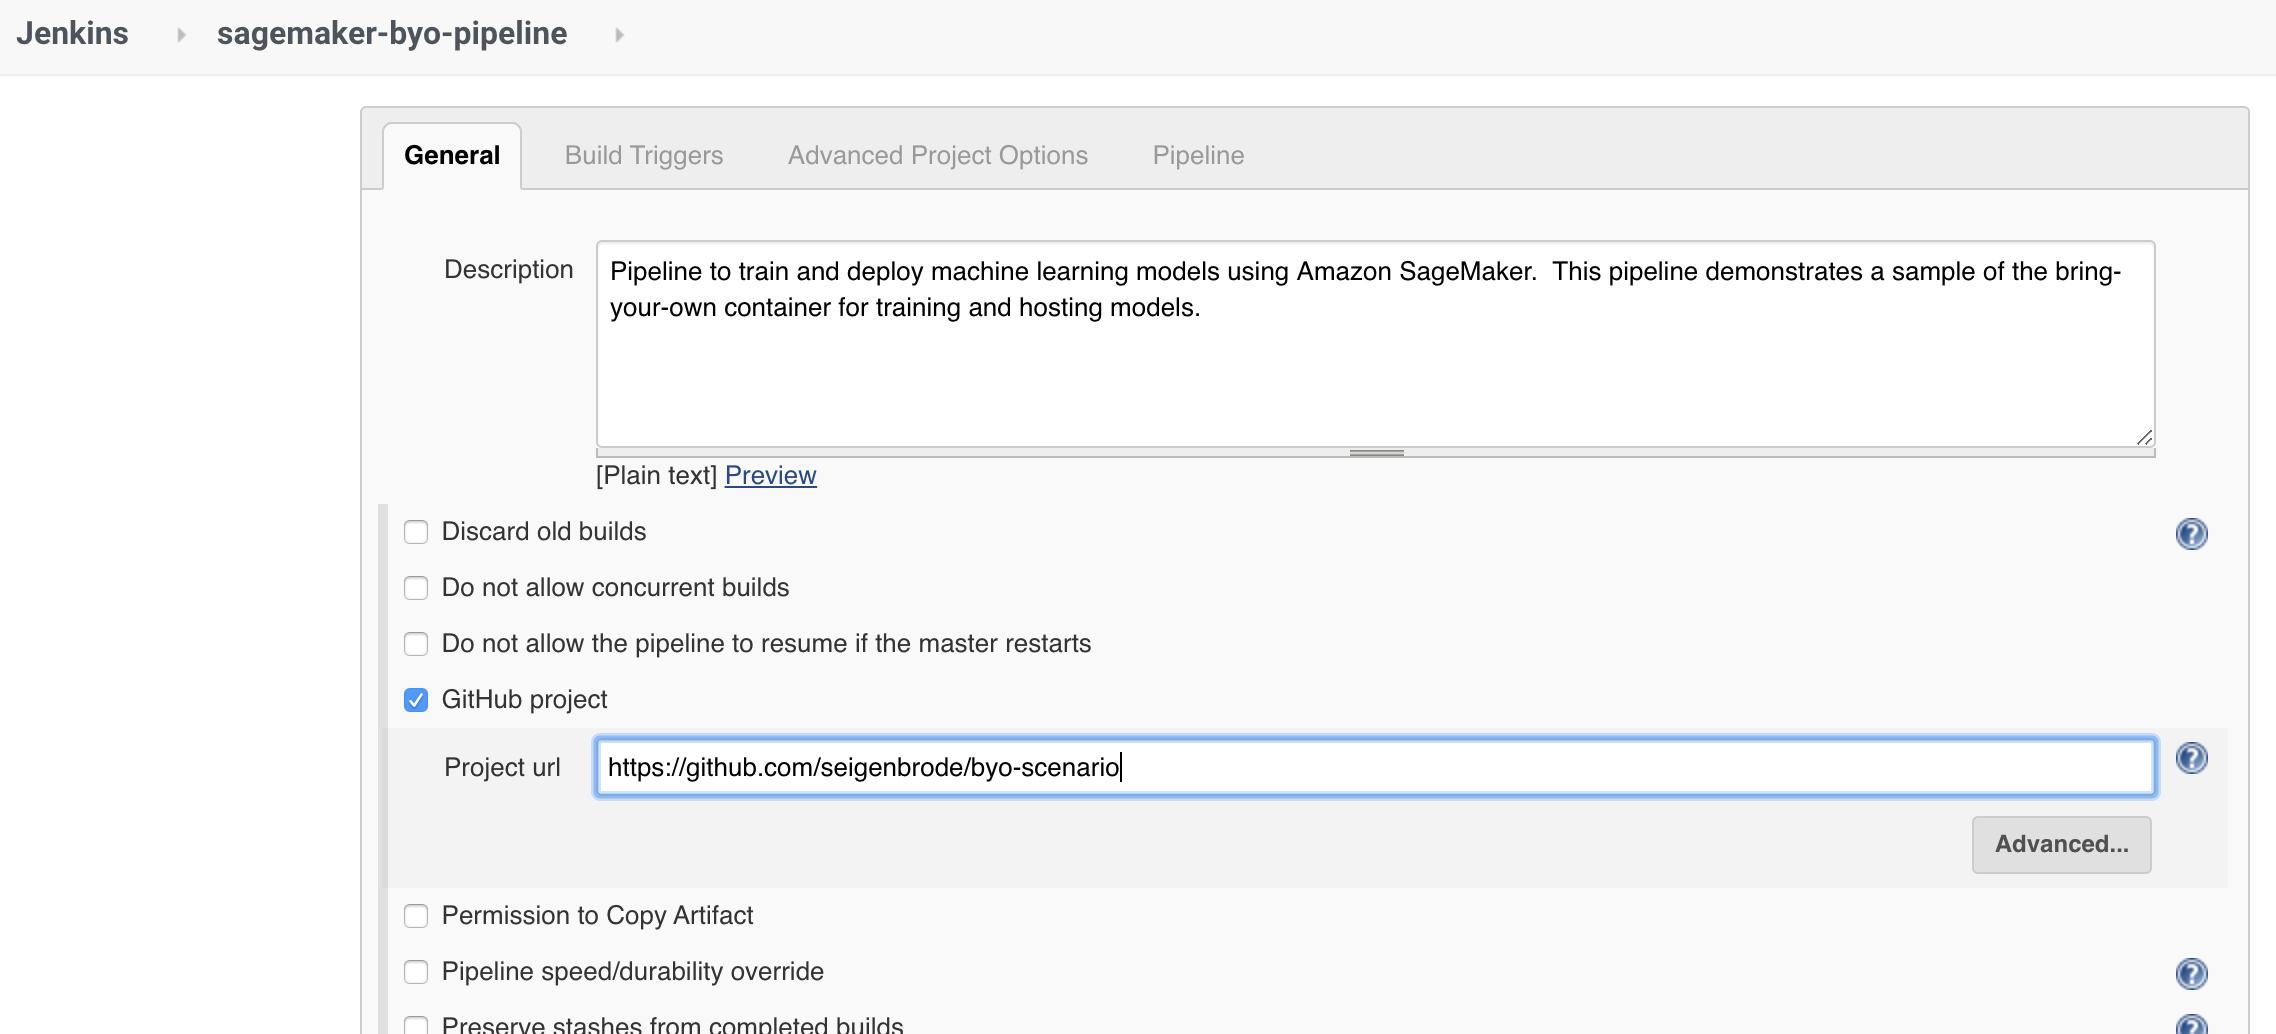 Jenkins sagemaker-byo-pipeline
General Build Triggers Advanced Project Options Pipeline
Description
Pipeline to train and deploy machine learning models using Amazon SageMaker.  This pipeline demonstrates a sample of the bring-
your-own container for training and hosting models.
[Plain text] Preview
Discard old builds
Do not allow concurrent builds
Do not allow the pipeline to resume if the master restarts
GitHub project
Project url https://github.com/seigenbrode/byo-scenario
Advanced...
Permission to Copy Artifact
Pipeline speed/durability override
Preserve stashes from completed builds